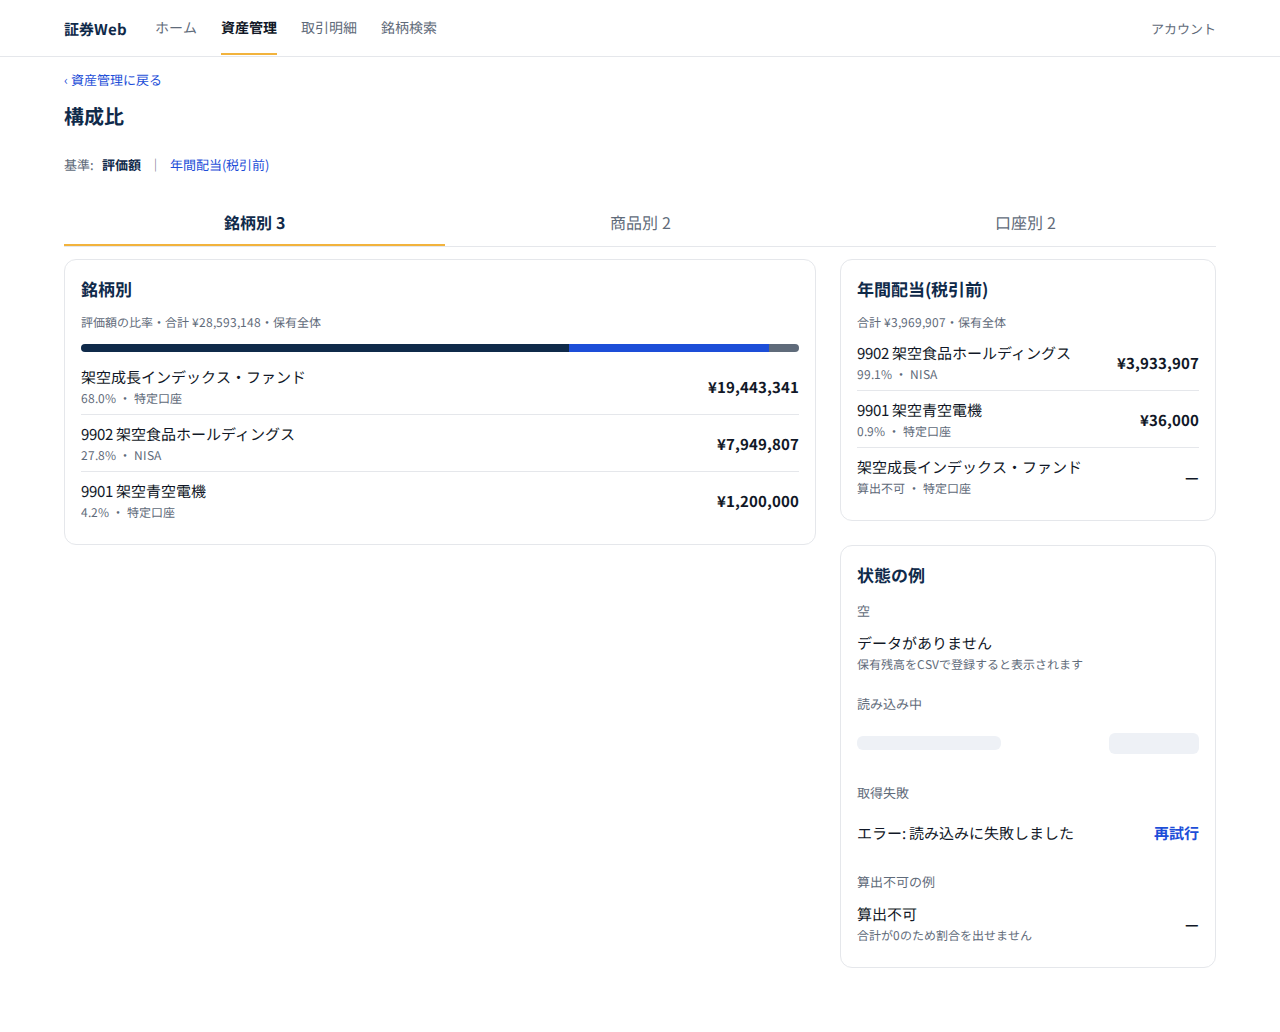 証券Web ホーム 資産管理 取引明細 銘柄検索 アカウント
‹ 資産管理に戻る
構成比
基準: 評価額 | 年間配当(税引前)
銘柄別 3 商品別 2 口座別 2
銘柄別
評価額の比率・合計 ¥28,593,148・保有全体
架空成長インデックス・ファンド ¥19,443,341
68.0% ・ 特定口座
9902 架空食品ホールディングス ¥7,949,807
27.8% ・ NISA
9901 架空青空電機 ¥1,200,000
4.2% ・ 特定口座
年間配当(税引前)
合計 ¥3,969,907・保有全体
9902 架空食品ホールディングス ¥3,933,907
99.1% ・ NISA
9901 架空青空電機 ¥36,000
0.9% ・ 特定口座
架空成長インデックス・ファンド —
算出不可 ・ 特定口座
状態の例
空
データがありません
保有残高をCSVで登録すると表示されます
読み込み中
取得失敗
エラー: 読み込みに失敗しました 再試行
算出不可の例
算出不可 —
合計が0のため割合を出せません